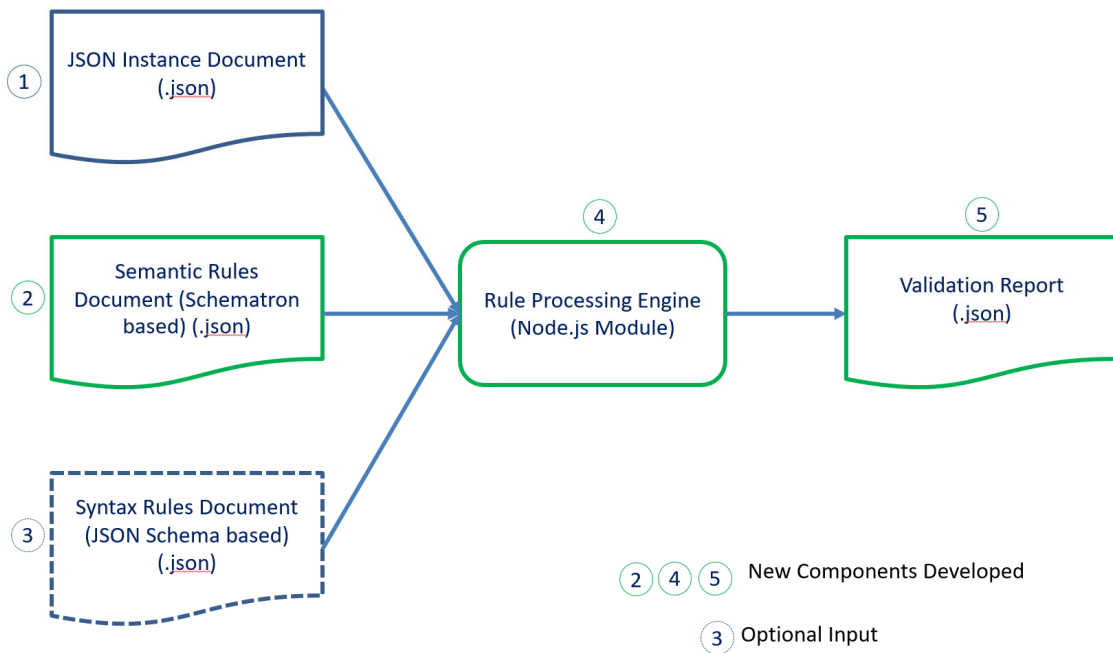 1
JSON Instance Document
(.json)
2
Semantic Rules
Document (Schematron
based) (.json)
3
Syntax Rules Document
(JSON Schema based)
(.json)
4
Rule Processing Engine
(Node.js Module)
5
Validation Report
(.json)
2 4 5 New Components Developed
3 Optional Input